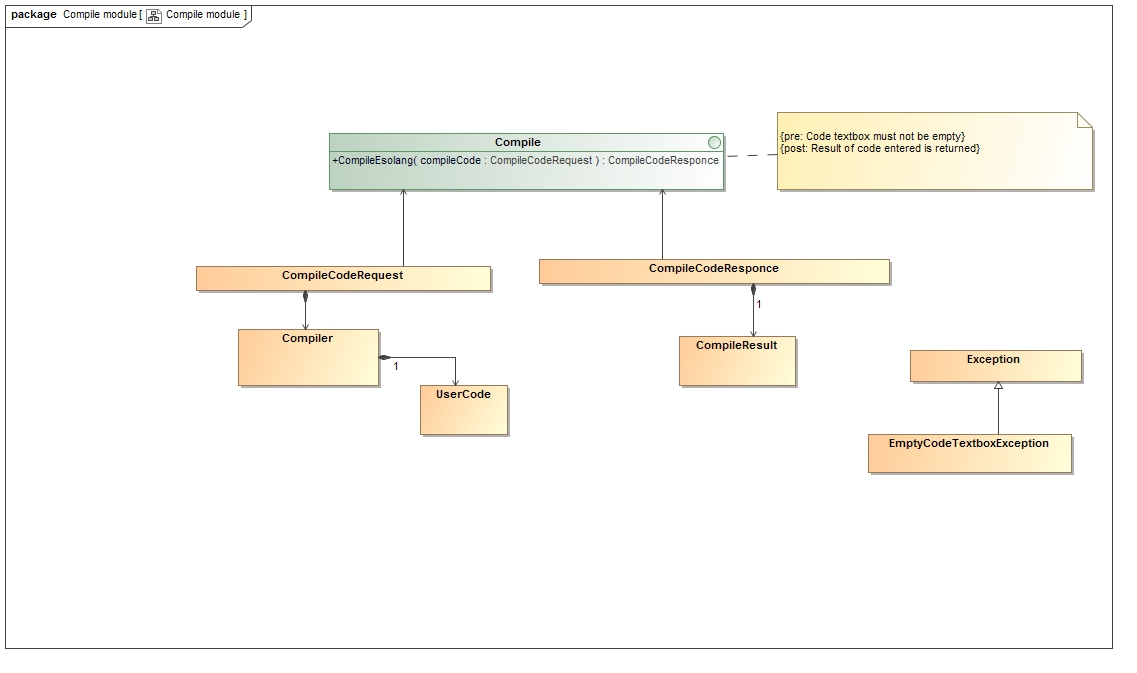 package Compile module [ Compile module ]
Compile
+CompileEsolang( compileCode : CompileCodeRequest ) : CompileCodeResponce
{pre: Code textbox must not be empty}
{post: Result of code entered is returned}
CompileCodeRequest
CompileCodeResponce
1
Compiler
CompileResult
1
UserCode
Exception
EmptyCodeTextboxException